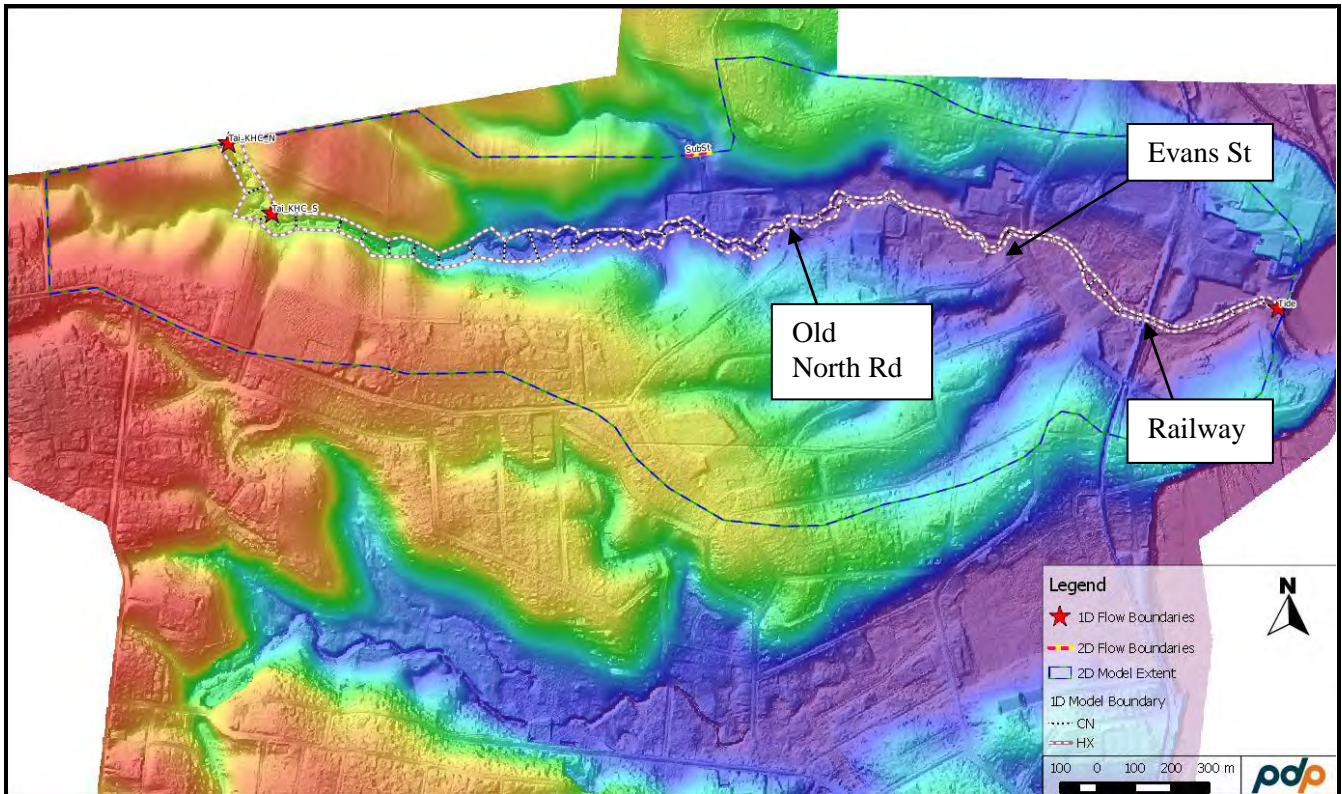 Tai_KHC_N
SubSt
Evans St
Tai_KHC_S
Old
North Rd
Tide
Railway
Legend
N
1D Flow Boundaries
2D Flow Boundaries
2D Model Extent
1D Model Boundary
CN
HX
100 0 100 200 300 m
pdp